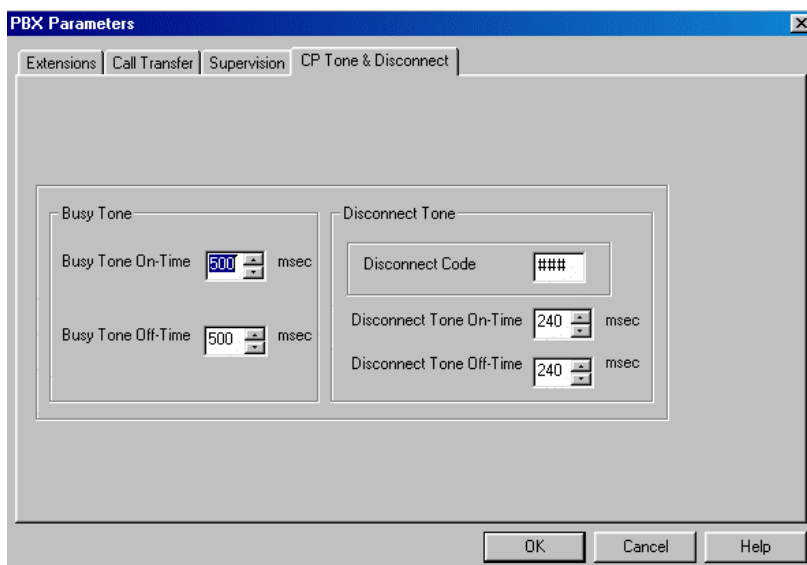 PBX Parameters
Extensions Call Transfer Supervision CP Tone & Disconnect
Busy Tone
Busy Tone On-Time 500 msec
Busy Tone Off-Time 500 msec
Disconnect Tone
Disconnect Code ###
Disconnect Tone On-Time 240 msec
Disconnect Tone Off-Time 240 msec
OK Cancel Help